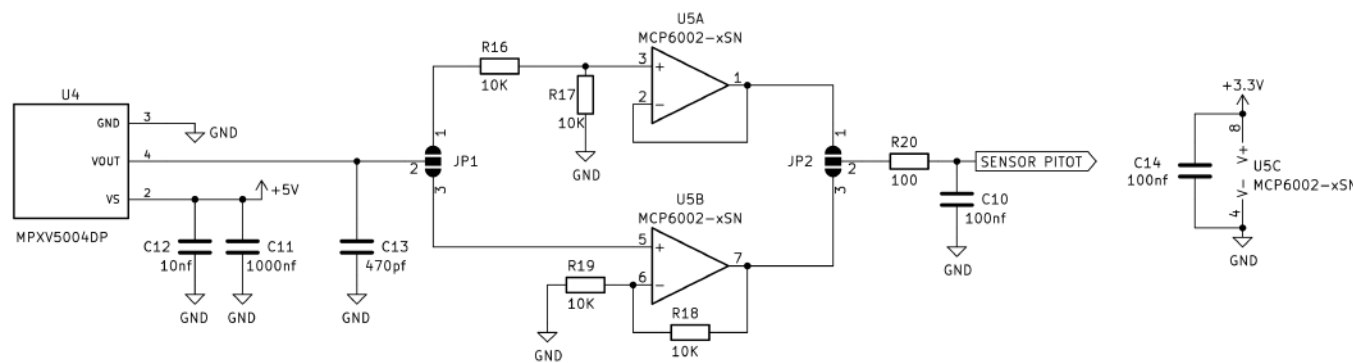 U4
GND
3
GND
VOUT
4
VS
2
+5V
MPXV5004DP
C12
10nf
C11
1000nf
C13
470pf
GND
GND
GND
R16
10K
R17
10K
GND
1
2
JP1
3
U5A
MCP6002-xSN
3
+
2
−
1
U5B
MCP6002-xSN
5
+
6
−
7
R19
10K
R18
10K
GND
1
JP2
2
3
R20
100
SENSOR PITOT
C10
100nf
GND
+3.3V
8
V+
C14
100nf
U5C
MCP6002-xSN
V-
4
GND